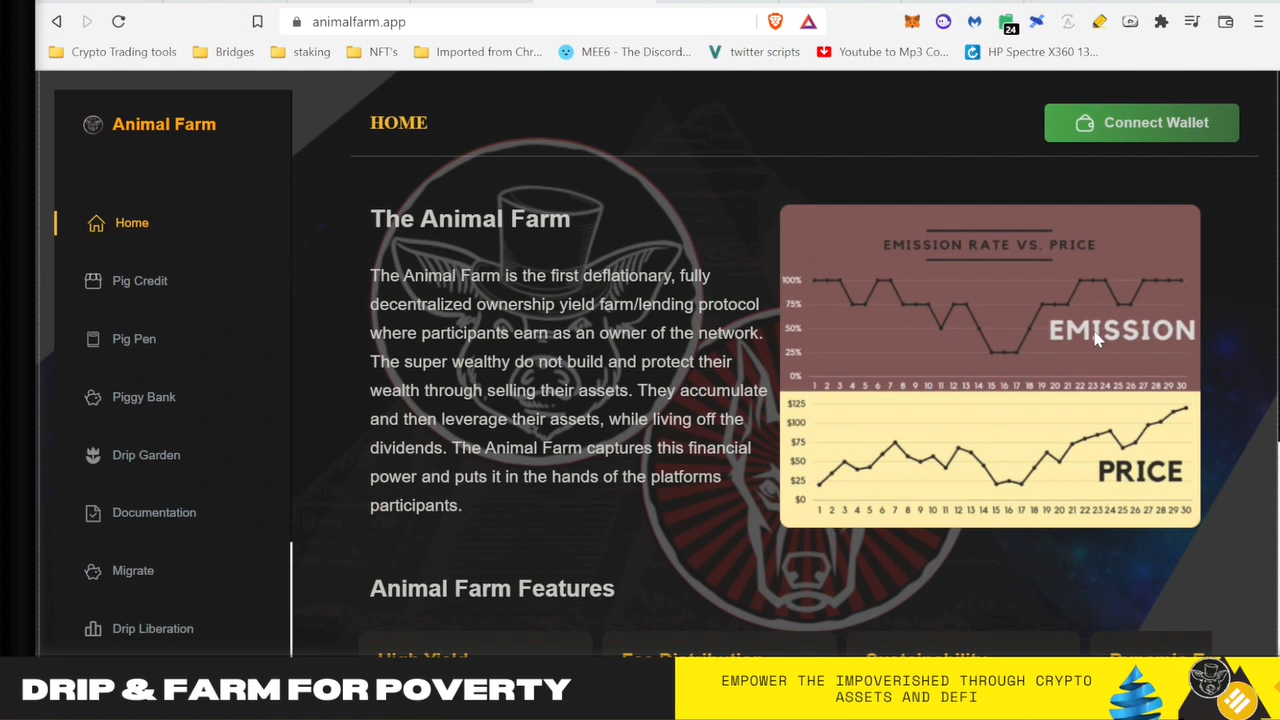 animalfarm.app
24
Crypto Trading tools
Bridges
staking
NFT's
Imported from Chr...
MEE6 - The Discord...
twitter scripts
Youtube to Mp3 Co...
HP Spectre X360 13...
Animal Farm
HOME
Connect Wallet
Home
Pig Credit
Pig Pen
Piggy Bank
Drip Garden
Documentation
Migrate
Drip Liberation
The Animal Farm
The Animal Farm is the first deflationary, fully
decentralized ownership yield farm/lending protocol
where participants earn as an owner of the network.
The super wealthy do not build and protect their
wealth through selling their assets. They accumulate
and then leverage their assets, while living off the
dividends. The Animal Farm captures this financial
power and puts it in the hands of the platforms
participants.
EMISSION RATE VS. PRICE
100%
75%
50%
25%
0%
EMISSION
1 2 3 4 5 6 7 8 9 10 11 12 13 14 15 16 17 18 19 20 21 22 23 24 25 26 27 28 29 30
$125
$100
$75
$50
$25
$0
PRICE
1 2 3 4 5 6 7 8 9 10 11 12 13 14 15 16 17 18 19 20 21 22 23 24 25 26 27 28 29 30
Animal Farm Features
High Yield
Fee Distribution
Sustainability
DRIP & FARM FOR POVERTY
EMPOWER THE IMPOVERISHED THROUGH CRYPTO
ASSETS AND DEFI